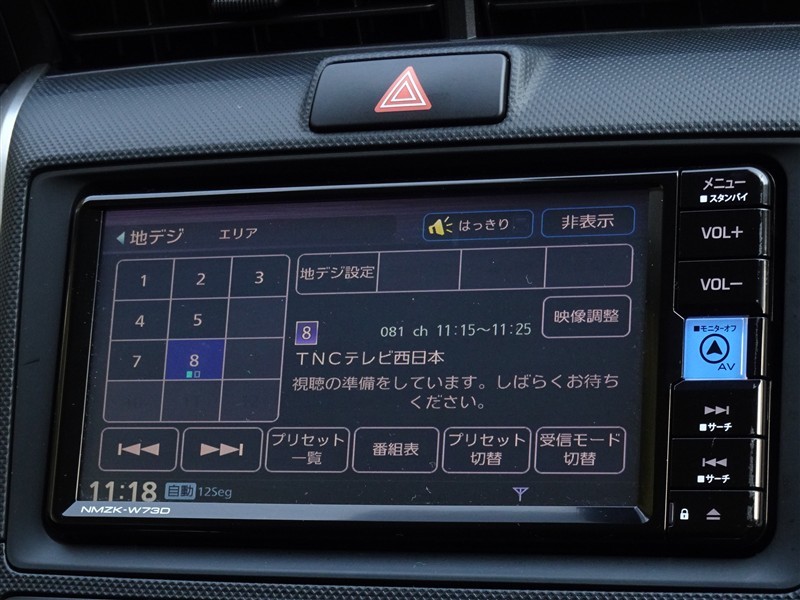 メニュー
■スタンバイ
地デジ エリア はっきり 非表示
VOL+
1 2 3 地デジ設定
VOL−
4 5 映像調整
8 081 ch 11:15〜11:25
■モニターオフ
AV
7 8 TNCテレビ西日本
視聴の準備をしています。しばらくお待ち
ください。
■サーチ
プリセット一覧 番組表 プリセット切替 受信モード切替
■サーチ
11:18 自動 12Seg
NMZK-W73D